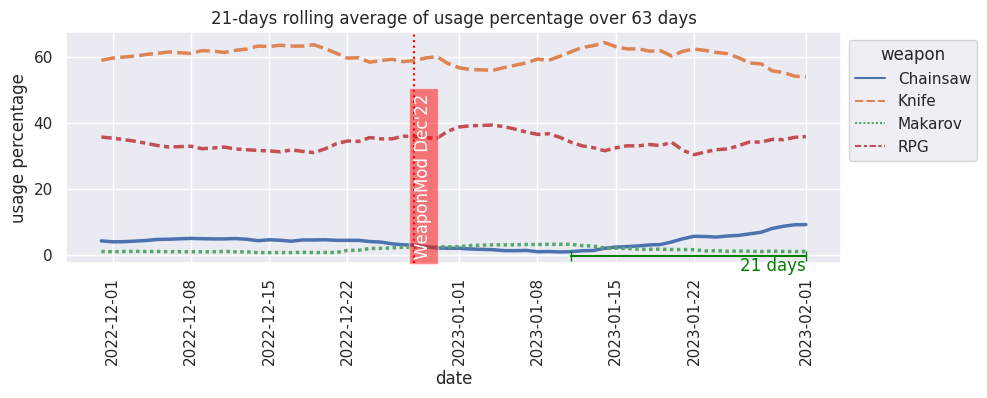 21-days rolling average of usage percentage over 63 days
usage percentage
60
40
20
0
WeaponMod Dec'22
21 days
2022-12-01
2022-12-08
2022-12-15
2022-12-22
2023-01-01
2023-01-08
2023-01-15
2023-01-22
2023-02-01
date
weapon
Chainsaw
Knife
Makarov
RPG